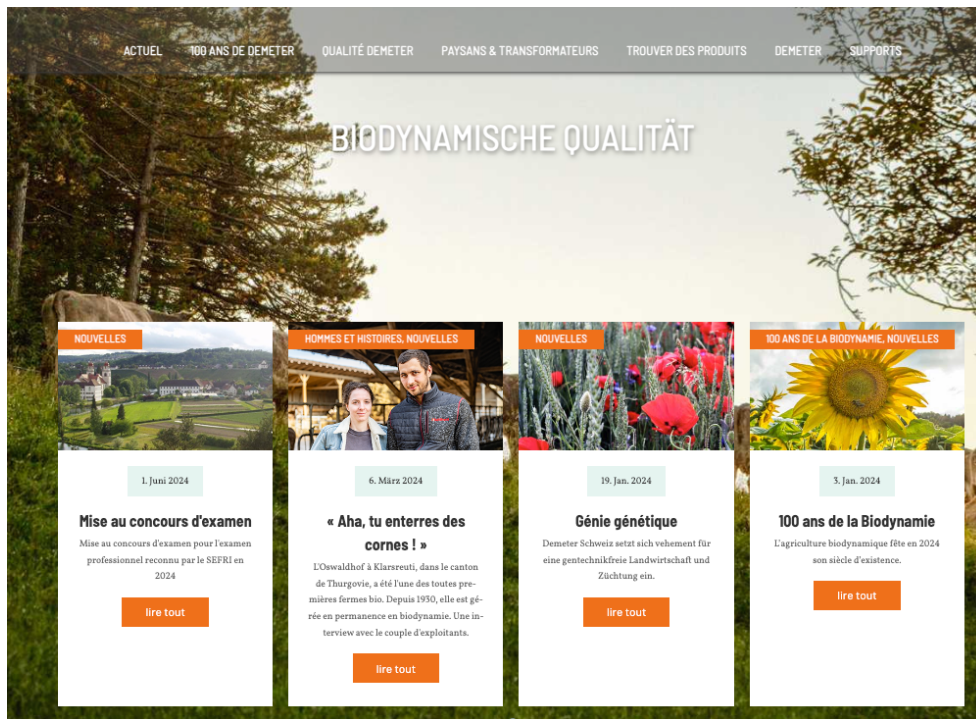 ACTUEL 100 ANS DE DEMETER QUALITÉ DEMETER PAYSANS & TRANSFORMATEURS TROUVER DES PRODUITS DEMETER SUPPORTS
BIODYNAMISCHE QUALITÄT
NOUVELLES
1. Juni 2024
Mise au concours d'examen
Mise au concours d'examen pour l'examen
professionnel reconnu par le SEFRI en
2024
lire tout
HOMMES ET HISTOIRES, NOUVELLES
6. März 2024
« Aha, tu enterres des
cornes ! »
L'Oswaldhof à Klarsreuti, dans le canton
de Thurgovie, a été l'une des toutes pre-
mières fermes bio. Depuis 1930, elle est gé-
rée en permanence en biodynamie. Une in-
terview avec le couple d'exploitants.
lire tout
NOUVELLES
19. Jan. 2024
Génie génétique
Demeter Schweiz setzt sich vehement für
eine gentechnikfreie Landwirtschaft und
Züchtung ein.
lire tout
100 ANS DE LA BIODYNAMIE, NOUVELLES
3. Jan. 2024
100 ans de la Biodynamie
L'agriculture biodynamique fête en 2024
son siècle d'existence.
lire tout